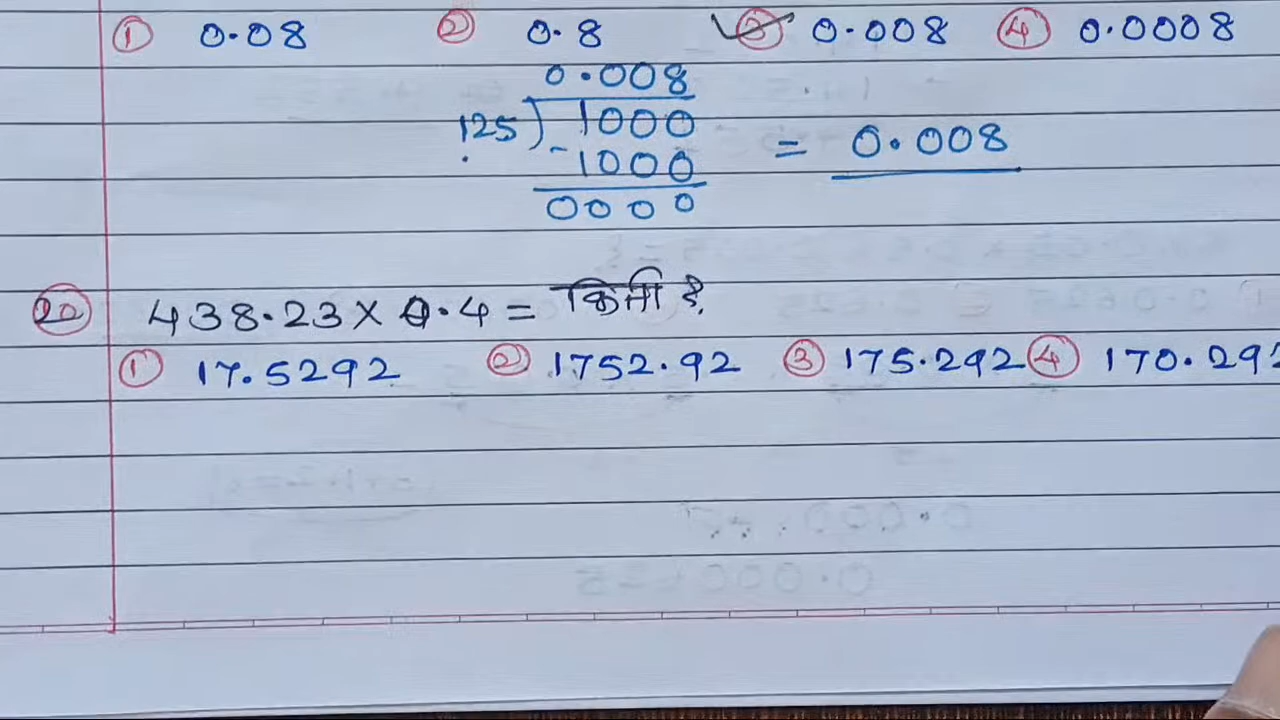 ① 0.08 ② 0.8 ③ 0.008 ④ 0.0008
0.008
125) 1000
-1000 = 0.008
0000
20 438.23 × 0.4 = किती ?
① 17.5292 ② 1752.92 ③ 175.292 ④ 170.292